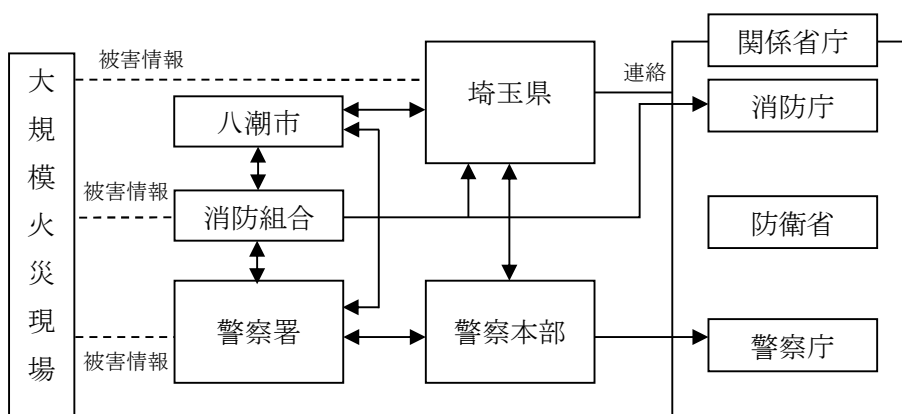 関係省庁
被害情報
大規模火災現場
埼玉県
連絡
消防庁
八潮市
被害情報
消防組合
防衛省
警察署
警察本部
警察庁
被害情報